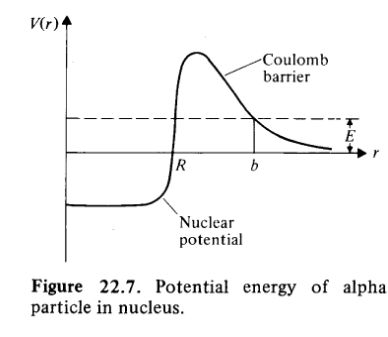 V(r)
Coulomb
barrier
E
r
R
b
Nuclear
potential
Figure 22.7. Potential energy of alpha
particle in nucleus.